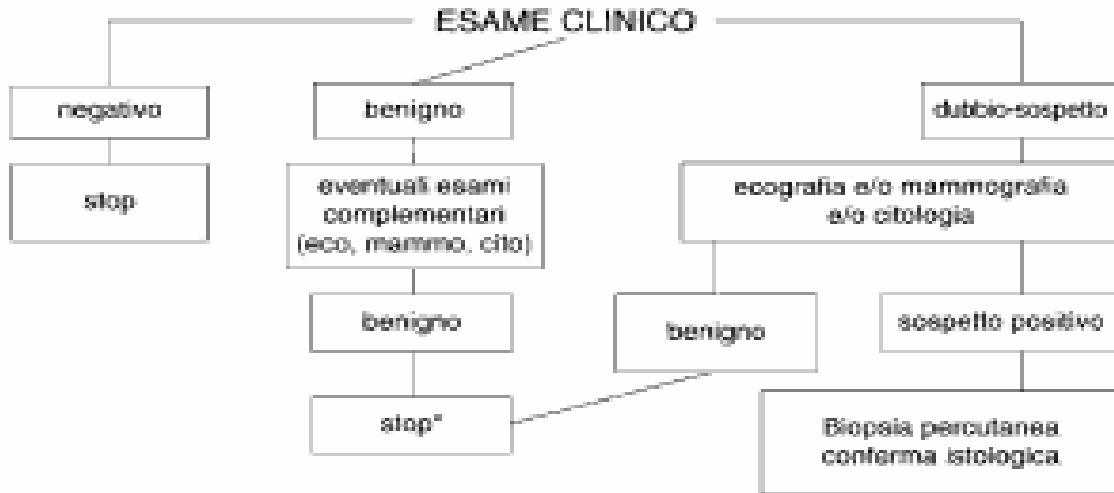 ESAME CLINICO
negativo
benigno
dubbio-sospetto
stop
eventuali esami
complementari
(eco, mammo, cito)
ecografia e/o mammografia
e/o citologia
benigno
benigno
sospetto positivo
stop*
Biopsia percutanea
conferma istologica